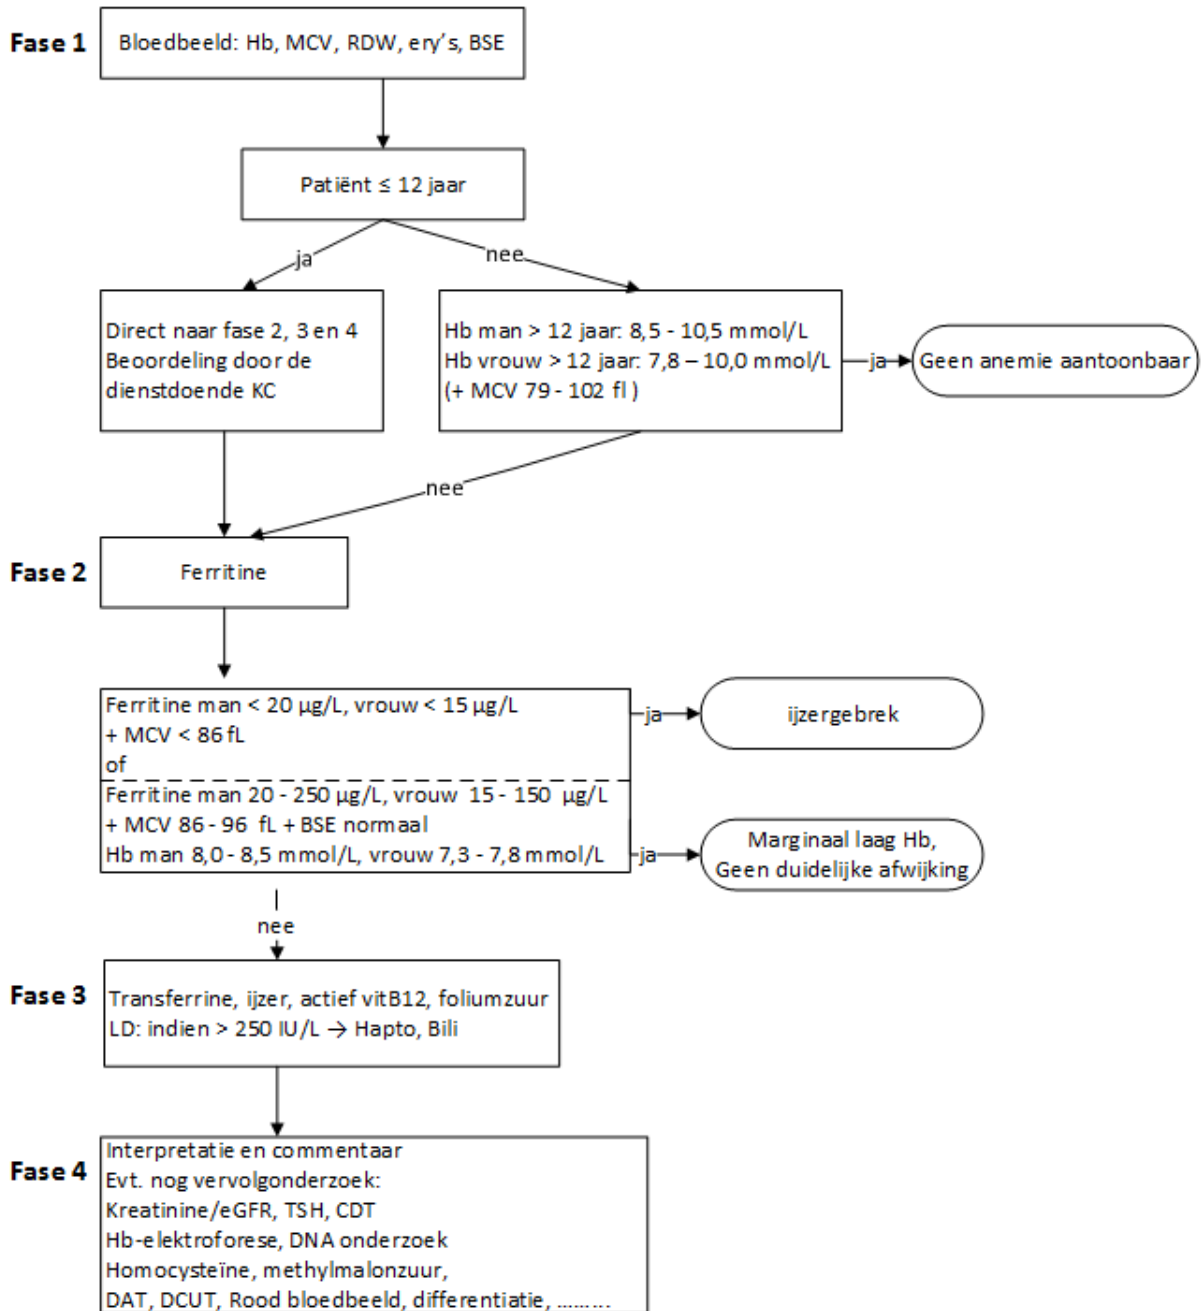 Fase 1
Bloedbeeld: Hb, MCV, RDW, ery's, BSE
Patiënt ≤ 12 jaar
ja
nee
Direct naar fase 2, 3 en 4
Beoordeling door de
dienstdoende KC
Hb man > 12 jaar: 8,5 - 10,5 mmol/L
Hb vrouw > 12 jaar: 7,8 – 10,0 mmol/L
(+ MCV 79 - 102 fl )
ja
Geen anemie aantoonbaar
nee
Fase 2
Ferritine
Ferritine man < 20 µg/L, vrouw < 15 µg/L
+ MCV < 86 fL
of
ja
ijzergebrek
Ferritine man 20 - 250 µg/L, vrouw 15 - 150 µg/L
+ MCV 86 - 96 fL + BSE normaal
Hb man 8,0 - 8,5 mmol/L, vrouw 7,3 - 7,8 mmol/L
ja
Marginaal laag Hb,
Geen duidelijke afwijking
nee
Fase 3
Transferrine, ijzer, actief vitB12, foliumzuur
LD: indien > 250 IU/L → Hapto, Bili
Fase 4
Interpretatie en commentaar
Evt. nog vervolgonderzoek:
Kreatinine/eGFR, TSH, CDT
Hb-elektroforese, DNA onderzoek
Homocysteïne, methylmalonzuur,
DAT, DCUT, Rood bloedbeeld, differentiatie, .........